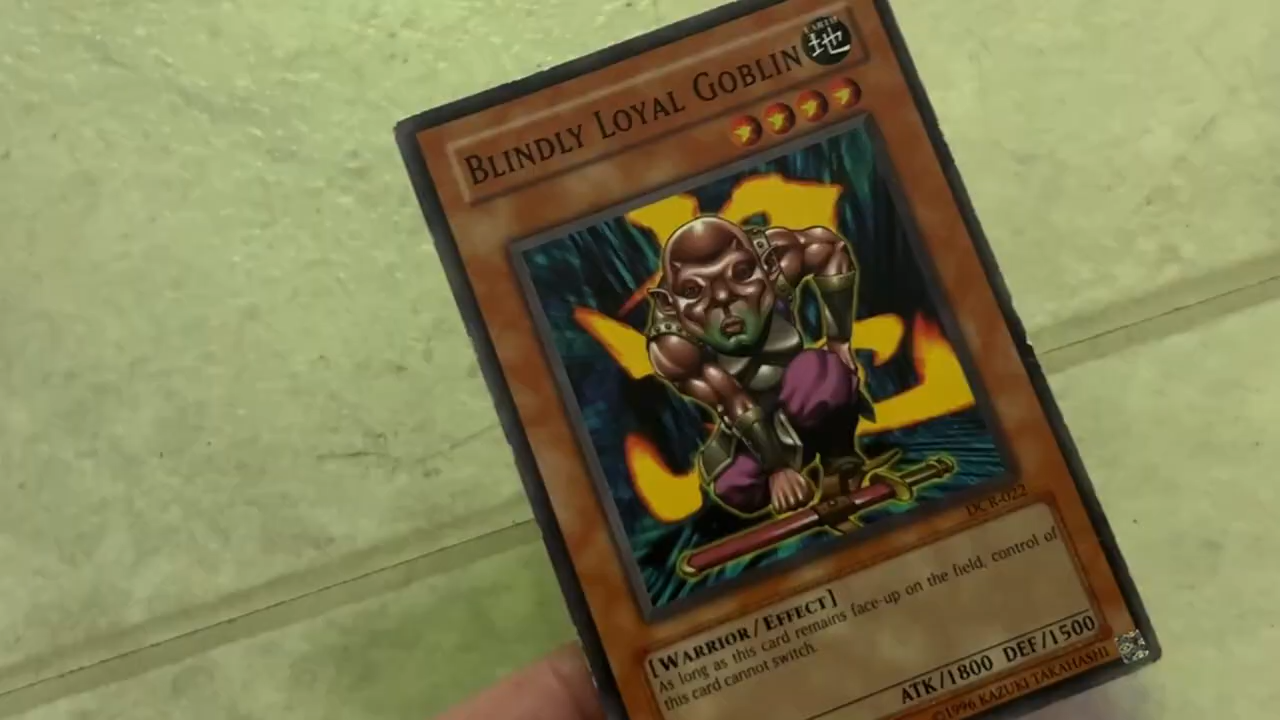 BLINDLY LOYAL GOBLIN
EARTH
地
DCR-022
[WARRIOR/EFFECT]
As long as this card remains face-up on the field, control of
this card cannot switch.
ATK/1800 DEF/1500
©1996 KAZUKI TAKAHASHI